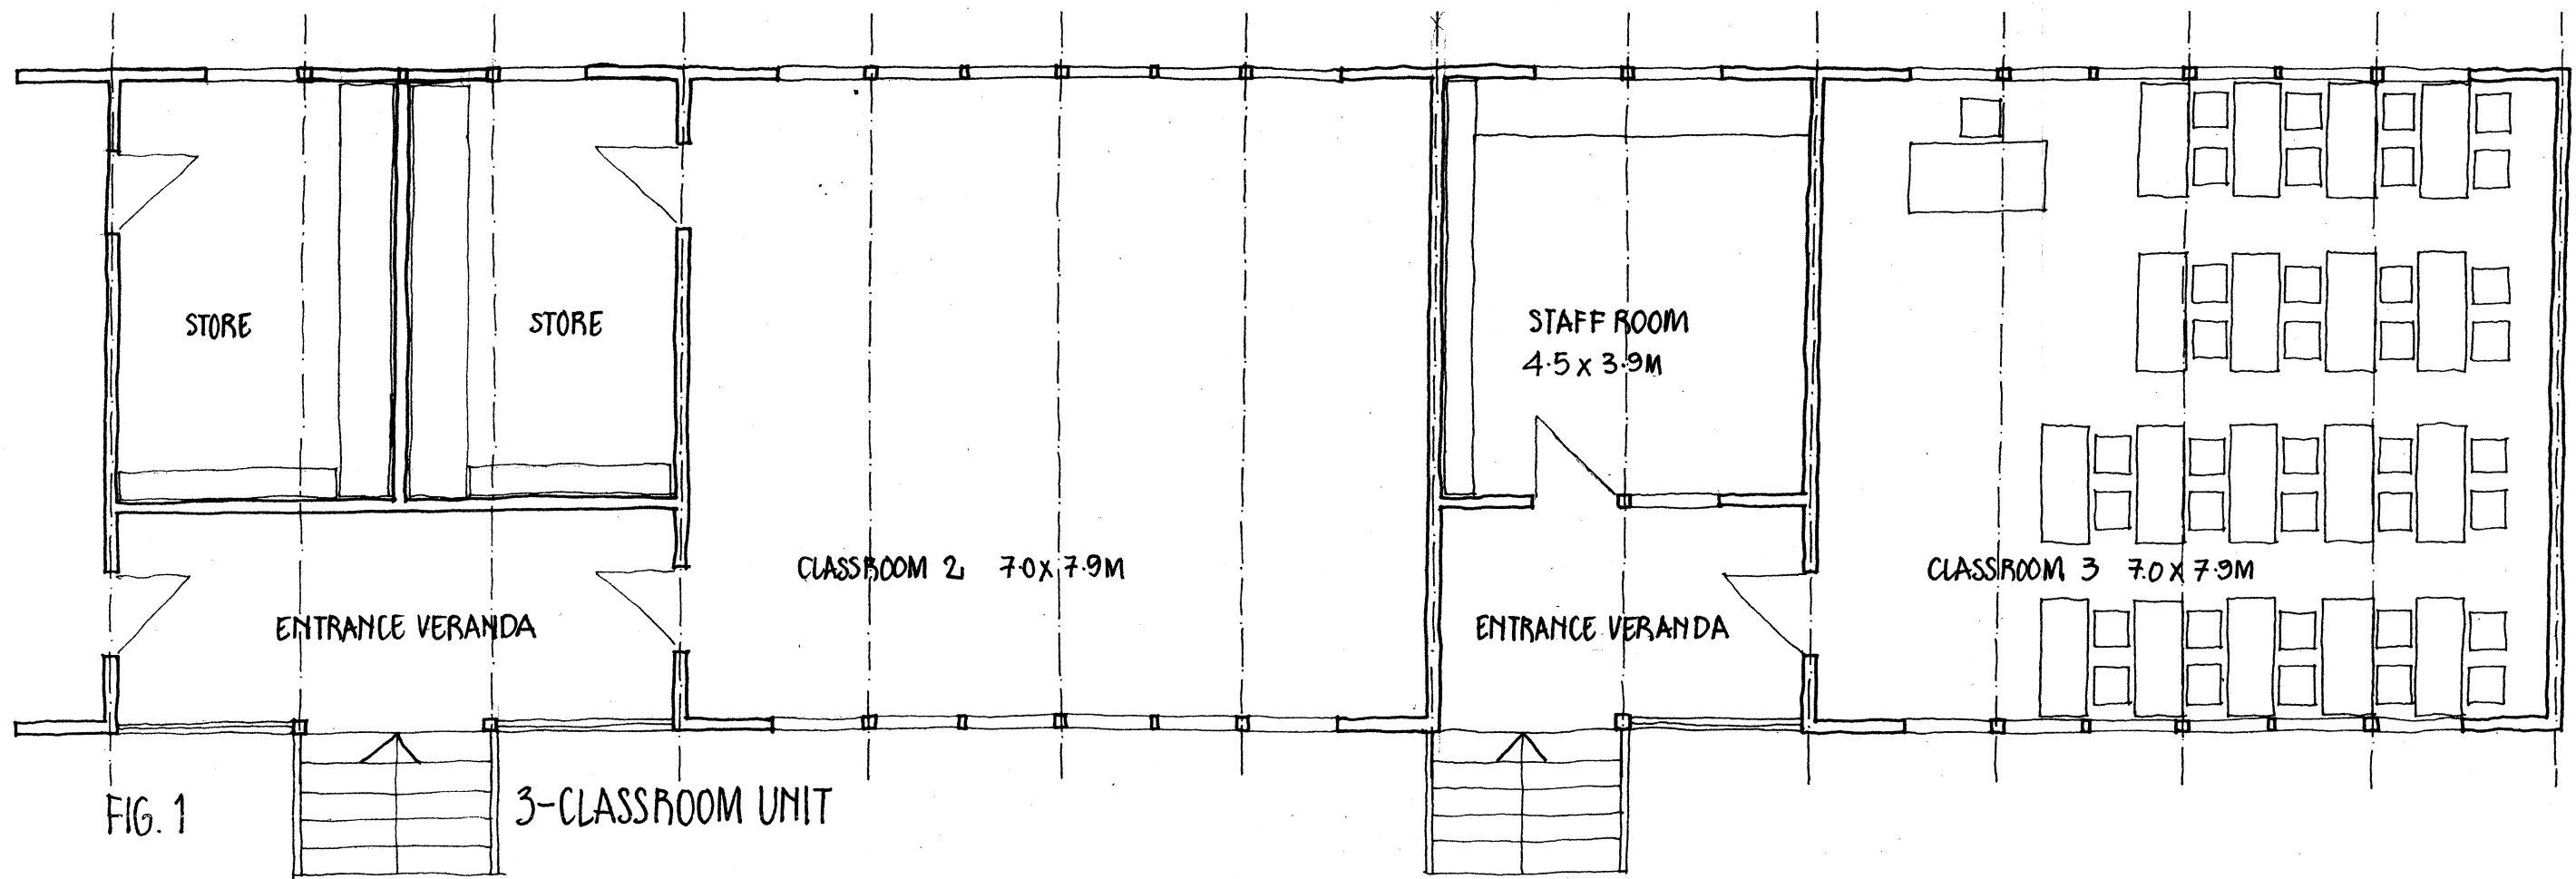 STORE
STORE
STAFF ROOM
4.5 x 3.9M
CLASSROOM 2 7.0 x 7.9M
CLASSROOM 3 7.0 x 7.9M
ENTRANCE VERANDA
ENTRANCE VERANDA
FIG. 1
3-CLASSROOM UNIT